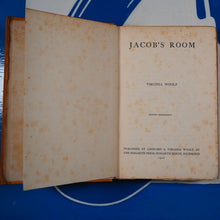 JACOB'S ROOM
VIRGINIA WOOLF
PUBLISHED BY LEONARD & VIRGINIA WOOLF AT
THE HOGARTH PRESS, HOGARTH HOUSE, RICHMOND